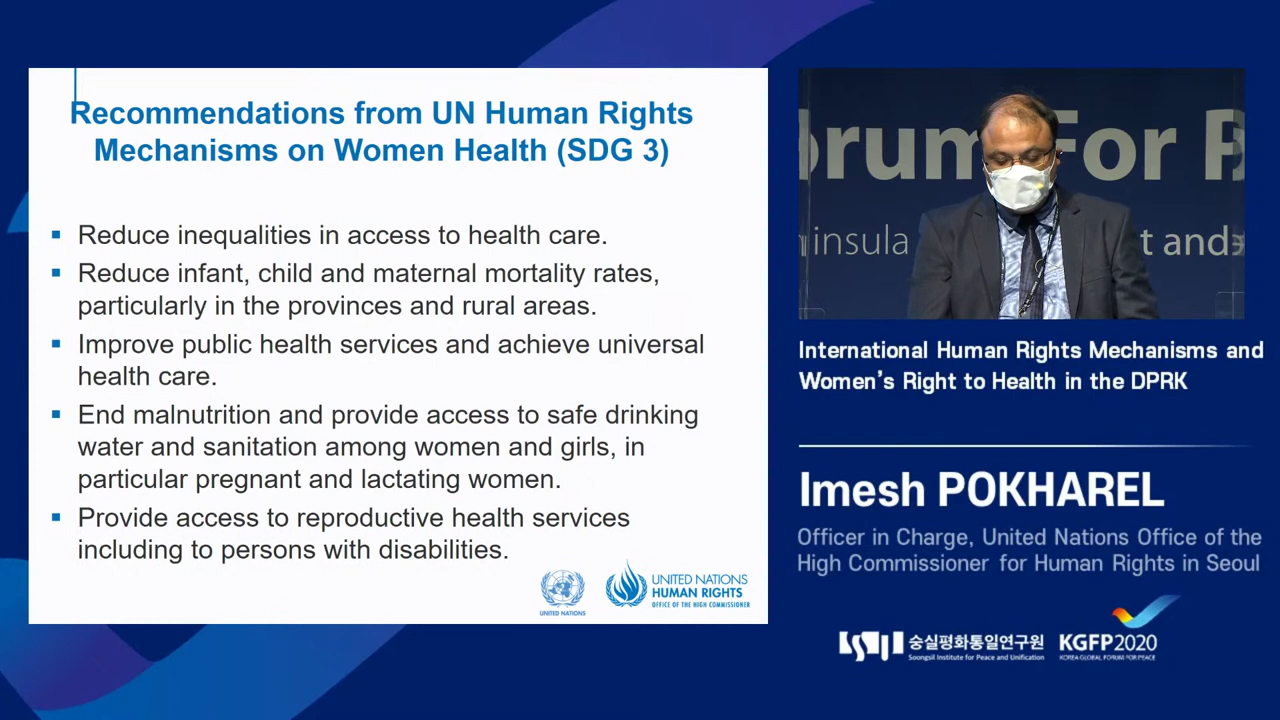 Recommendations from UN Human Rights
Mechanisms on Women Health (SDG 3)
Reduce inequalities in access to health care.
Reduce infant, child and maternal mortality rates,
particularly in the provinces and rural areas.
Improve public health services and achieve universal
health care.
End malnutrition and provide access to safe drinking
water and sanitation among women and girls, in
particular pregnant and lactating women.
Provide access to reproductive health services
including to persons with disabilities.
UNITED NATIONS
UNITED NATIONS
HUMAN RIGHTS
OFFICE OF THE HIGH COMMISSIONER
orum For P
insula t and
International Human Rights Mechanisms and
Women's Right to Health in the DPRK
Imesh POKHAREL
Officer in Charge, United Nations Office of the
High Commissioner for Human Rights in Seoul
숭실평화통일연구원
Soongsil Institute for Peace and Unification
KGFP2020
KOREA GLOBAL FORUM FOR PEACE